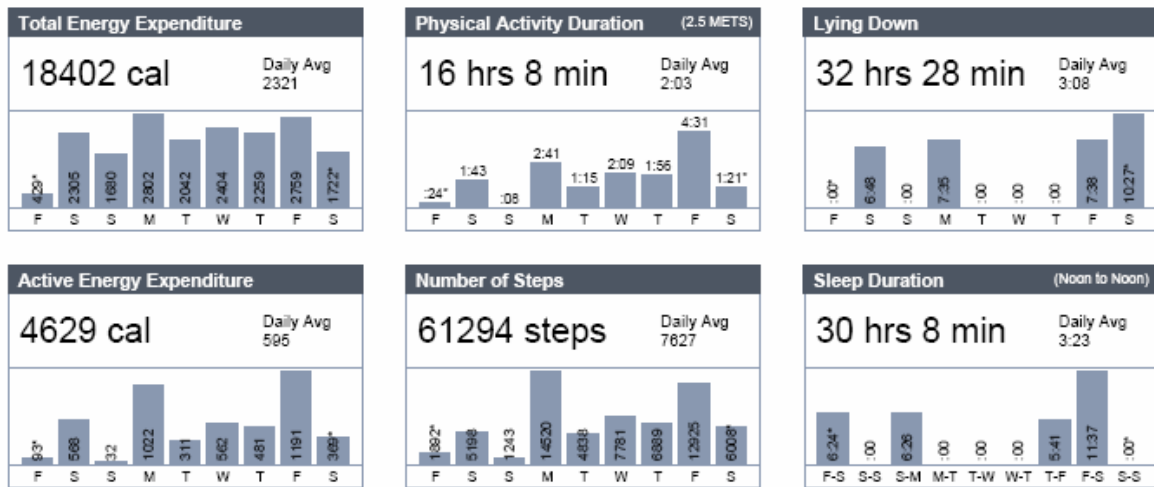 Total Energy Expenditure
18402 cal
Daily Avg
2321
429* 2305 1680 2802 2042 2404 2259 2759 1722*
F S S M T W T F S
Physical Activity Duration (2.5 METS)
16 hrs 8 min
Daily Avg
2:03
:24* 1:43 :08 2:41 1:15 2:09 1:56 4:31 1:21*
F S S M T W T F S
Lying Down
32 hrs 28 min
Daily Avg
3:08
:00* 6:48 :00 7:35 :00 :00 :00 7:38 10:27*
F S S M T W T F S
Active Energy Expenditure
4629 cal
Daily Avg
595
93* 568 32 1022 311 562 481 1191 369*
F S S M T W T F S
Number of Steps
61294 steps
Daily Avg
7627
1892* 5198 1243 14520 4838 7781 6889 12925 6008*
F S S M T W T F S
Sleep Duration (Noon to Noon)
30 hrs 8 min
Daily Avg
3:23
6:24* :00 6:26 :00 :00 :00 5:41 11:37 :00*
F-S S-S S-M M-T T-W W-T T-F F-S S-S